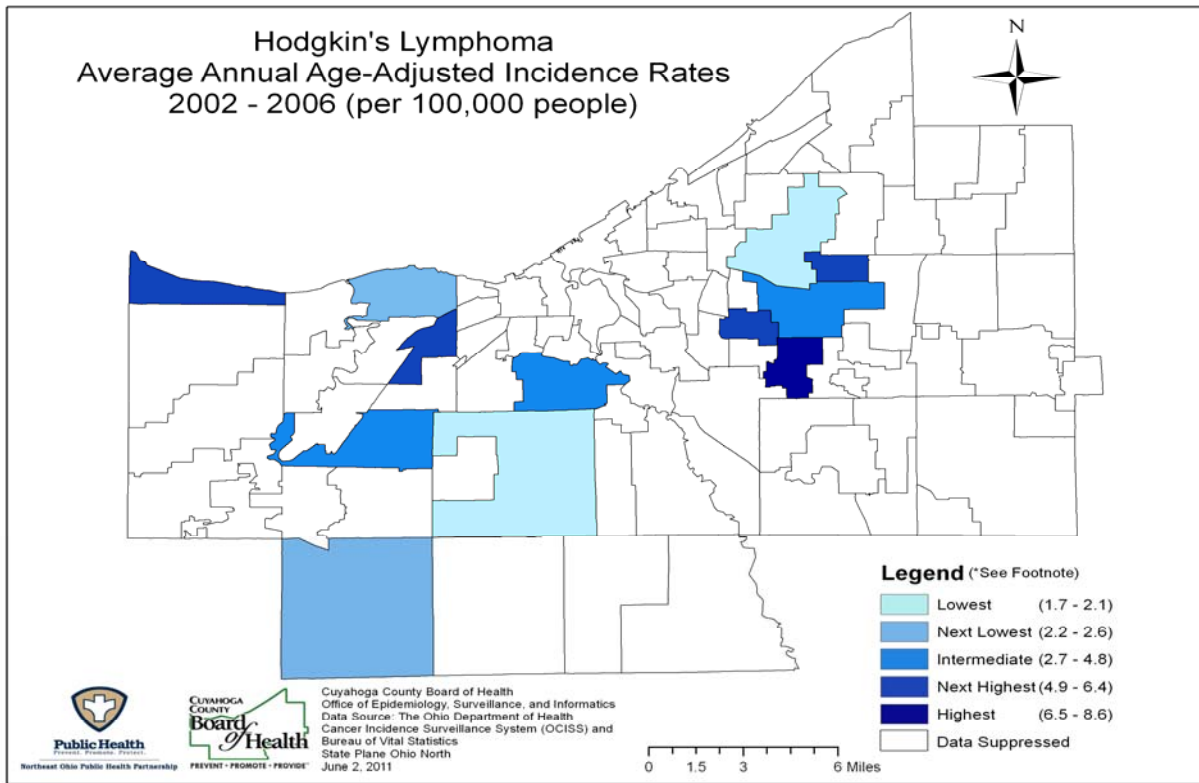 Hodgkin's Lymphoma
Average Annual Age-Adjusted Incidence Rates
2002 - 2006 (per 100,000 people)
N
Legend (*See Footnote)
Lowest (1.7 - 2.1)
Next Lowest (2.2 - 2.6)
Intermediate (2.7 - 4.8)
Next Highest (4.9 - 6.4)
Highest (6.5 - 8.6)
Data Suppressed
Public Health
Prevent. Promote. Protect.
Northeast Ohio Public Health Partnership
CUYAHOGA
COUNTY
Board
of Health
PREVENT • PROMOTE • PROVIDE
Cuyahoga County Board of Health
Office of Epidemiology, Surveillance, and Informatics
Data Source: The Ohio Department of Health
Cancer Incidence Surveillance System (OCISS) and
Bureau of Vital Statistics
State Plane Ohio North
June 2, 2011
0 1.5 3 6 Miles